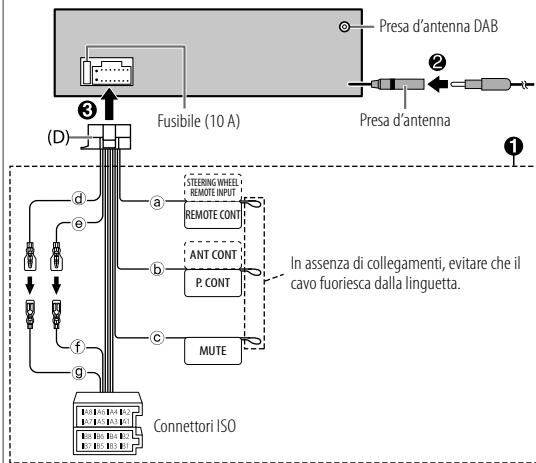 Presa d'antenna DAB
❷
❸
Fusibile (10 A)
Presa d'antenna
(D)
❶
ⓓ
ⓔ
ⓐ
STEERING WHEEL
REMOTE INPUT
REMOTE CONT
ⓑ
ANT CONT
P. CONT
In assenza di collegamenti, evitare che il
cavo fuoriesca dalla linguetta.
ⓒ
MUTE
ⓕ
ⓖ
A8 A6 A4 A2
A7 A5 A3 A1
B8 B6 B4 B2
B7 B5 B3 B1
Connettori ISO